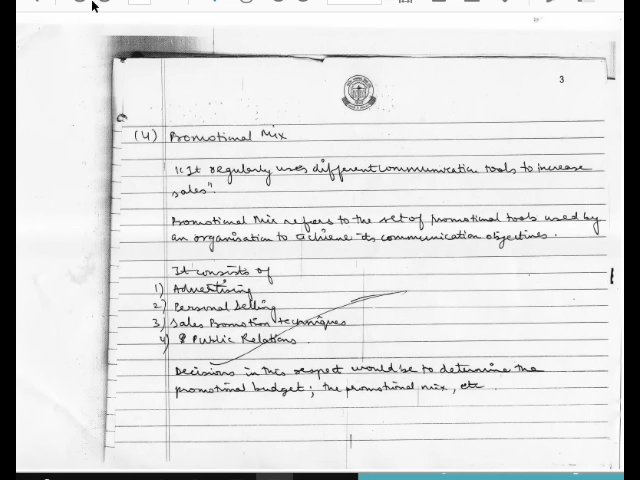 3
(4) Promotional Mix
"It regularly uses different communication tools to increase
sales".
Promotional Mix refers to the set of promotional tools used by
an organisation to achieve its communication objectives.
It consists of
1) Advertising
2) Personal Selling
3) Sales Promotion techniques
4) Public Relations.
Decisions in this respect would be to determine the
promotional budget; the promotional mix, etc